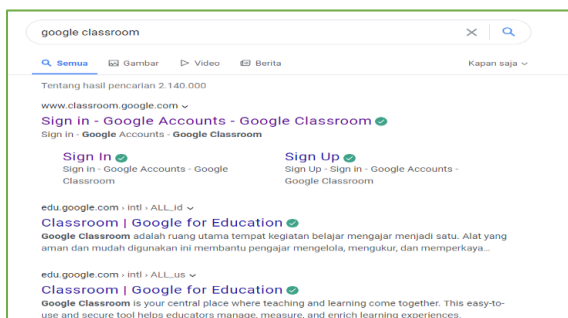 google classroom
Semua Gambar Video Berita Kapan saja
Tentang hasil pencarian 2.140.000
www.classroom.google.com
Sign in - Google Accounts - Google Classroom
Sign in - Google Accounts - Google Classroom
Sign In Sign Up
Sign in - Google Accounts - Google Sign Up - Sign in - Google Accounts -
Classroom Google Classroom
edu.google.com › intl › ALL_id
Classroom | Google for Education
Google Classroom adalah ruang utama tempat kegiatan belajar mengajar menjadi satu. Alat yang
aman dan mudah digunakan ini membantu pengajar mengelola, mengukur, dan memperkaya...
edu.google.com › intl › ALL_us
Classroom | Google for Education
Google Classroom is your central place where teaching and learning come together. This easy-to-
use and secure tool helps educators manage, measure, and enrich learning experiences.